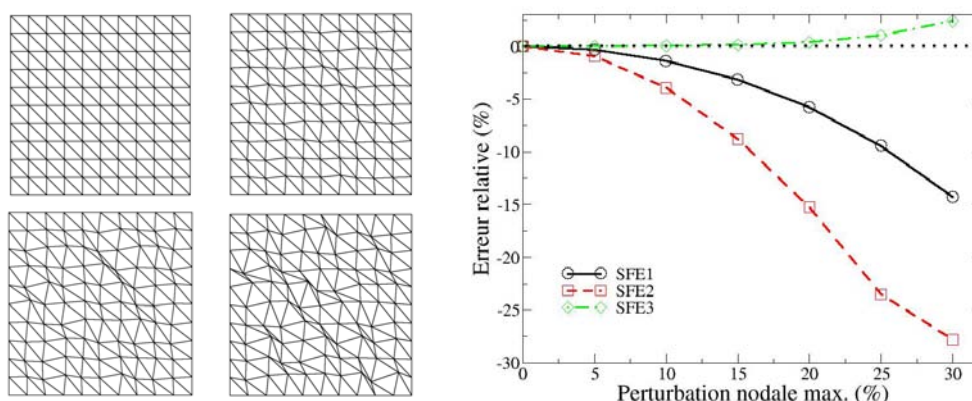 0
-5
-10
-15
-20
-25
-30
Erreur relative (%)
SFE1
SFE2
SFE3
0 5 10 15 20 25 30
Perturbation nodale max. (%)